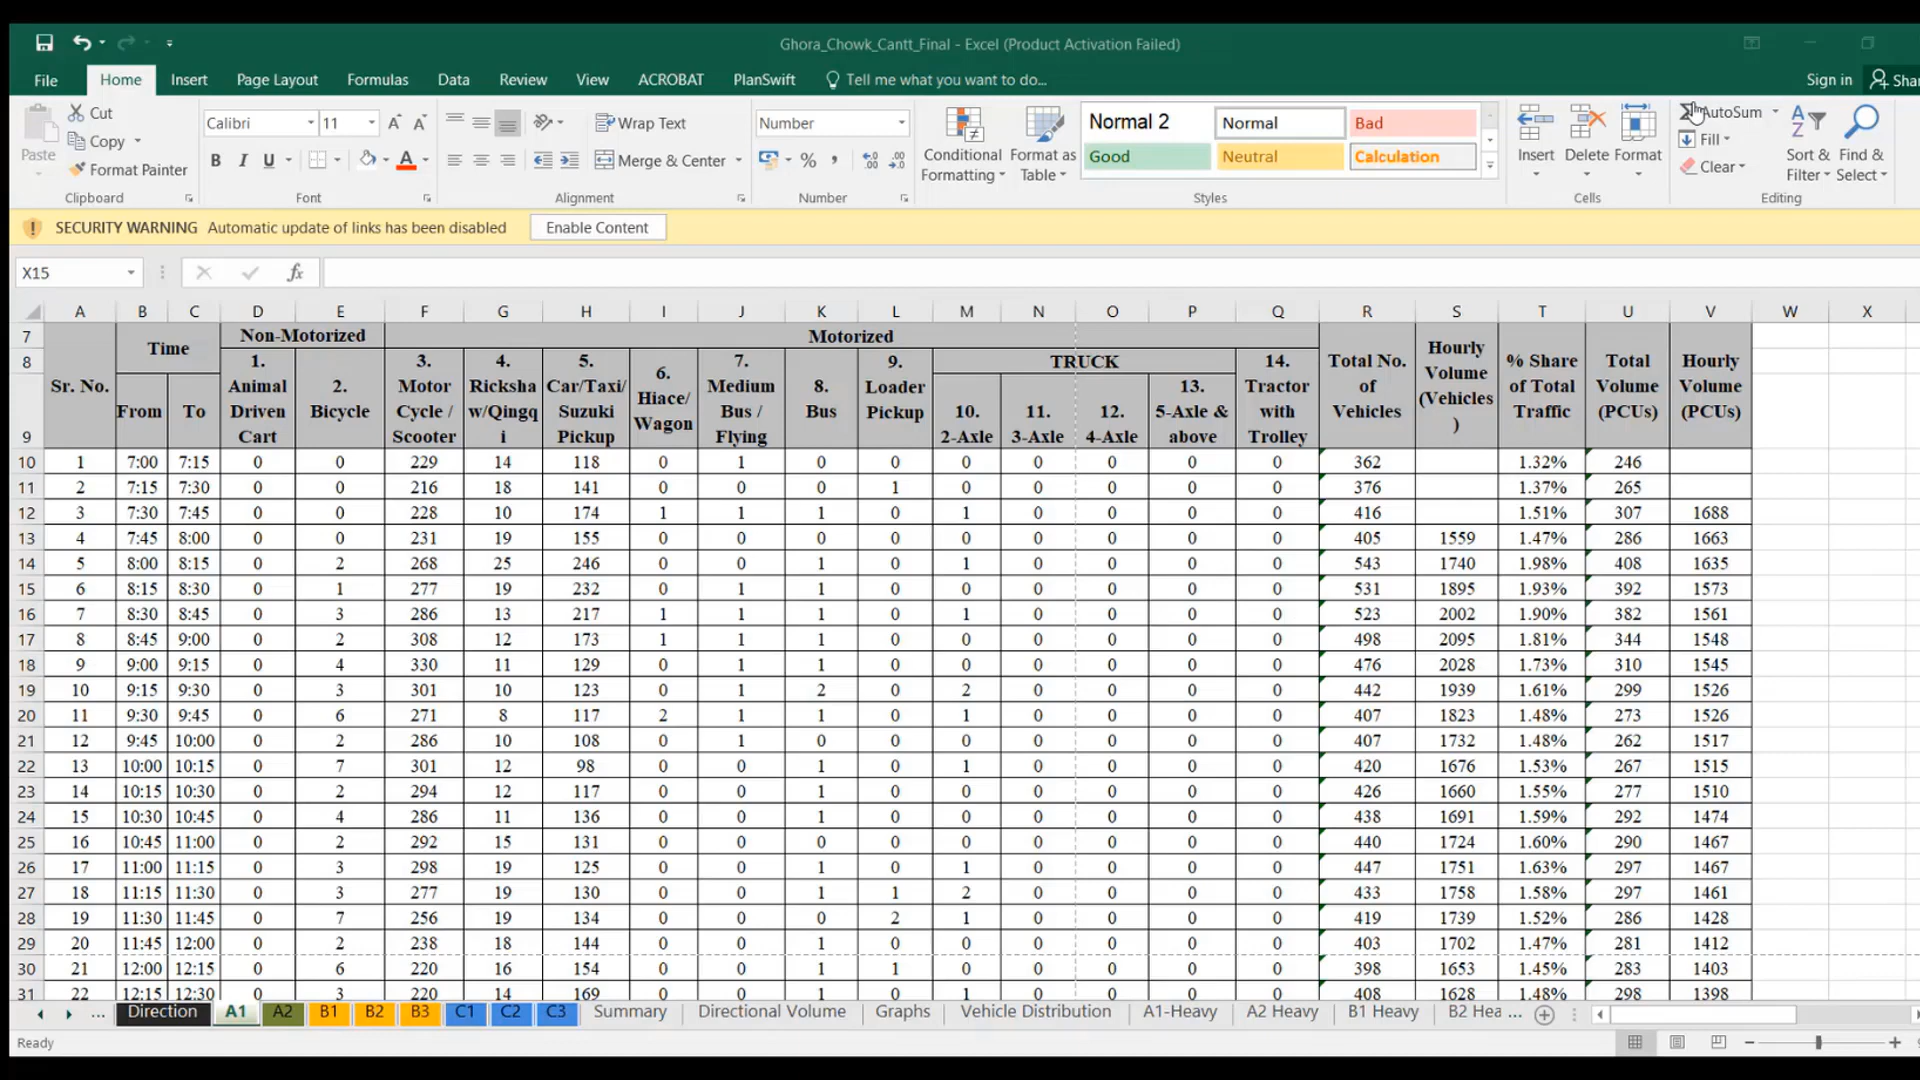 Ghora_Chowk_Cantt_Final - Excel (Product Activation Failed)
File Home Insert Page Layout Formulas Data Review View ACROBAT PlanSwift Tell me what you want to do... Sign in Shar
Paste Cut Copy Format Painter Clipboard
Calibri 11 B I U A Font
Wrap Text Merge & Center Alignment
Number % , Number
Conditional Formatting Format as Table Normal 2 Normal Bad Good Neutral Calculation Styles
Insert Delete Format Cells
AutoSum Fill Clear Sort & Filter Find & Select Editing
SECURITY WARNING Automatic update of links has been disabled Enable Content
X15 fx
A B C D E F G H I J K L M N O P Q R S T U V W X
7 Sr. No. Time Non-Motorized Motorized Total No. of Vehicles Hourly Volume (Vehicles) % Share of Total Traffic Total Volume (PCUs) Hourly Volume (PCUs)
8 1. Animal Driven Cart 2. Bicycle 3. Motor Cycle / Scooter 4. Ricksha w/Qingq i 5. Car/Taxi/ Suzuki Pickup 6. Hiace/ Wagon 7. Medium Bus / Flying 8. Bus 9. Loader Pickup TRUCK 14. Tractor with Trolley
9 From To 10. 2-Axle 11. 3-Axle 12. 4-Axle 13. 5-Axle & above
10 1 7:00 7:15 0 0 229 14 118 0 1 0 0 0 0 0 0 0 362 1.32% 246
11 2 7:15 7:30 0 0 216 18 141 0 0 0 1 0 0 0 0 0 376 1.37% 265
12 3 7:30 7:45 0 0 228 10 174 1 1 1 0 1 0 0 0 0 416 1.51% 307 1688
13 4 7:45 8:00 0 0 231 19 155 0 0 0 0 0 0 0 0 0 405 1559 1.47% 286 1663
14 5 8:00 8:15 0 2 268 25 246 0 0 1 0 1 0 0 0 0 543 1740 1.98% 408 1635
15 6 8:15 8:30 0 1 277 19 232 0 1 1 0 0 0 0 0 0 531 1895 1.93% 392 1573
16 7 8:30 8:45 0 3 286 13 217 1 1 1 0 1 0 0 0 0 523 2002 1.90% 382 1561
17 8 8:45 9:00 0 2 308 12 173 1 1 1 0 0 0 0 0 0 498 2095 1.81% 344 1548
18 9 9:00 9:15 0 4 330 11 129 0 1 1 0 0 0 0 0 0 476 2028 1.73% 310 1545
19 10 9:15 9:30 0 3 301 10 123 0 1 2 0 2 0 0 0 0 442 1939 1.61% 299 1526
20 11 9:30 9:45 0 6 271 8 117 2 1 1 0 1 0 0 0 0 407 1823 1.48% 273 1526
21 12 9:45 10:00 0 2 286 10 108 0 1 0 0 0 0 0 0 0 407 1732 1.48% 262 1517
22 13 10:00 10:15 0 7 301 12 98 0 0 1 0 1 0 0 0 0 420 1676 1.53% 267 1515
23 14 10:15 10:30 0 2 294 12 117 0 0 1 0 0 0 0 0 0 426 1660 1.55% 277 1510
24 15 10:30 10:45 0 4 286 11 136 0 0 1 0 0 0 0 0 0 438 1691 1.59% 292 1474
25 16 10:45 11:00 0 2 292 15 131 0 0 0 0 0 0 0 0 0 440 1724 1.60% 290 1467
26 17 11:00 11:15 0 3 298 19 125 0 0 1 0 1 0 0 0 0 447 1751 1.63% 297 1467
27 18 11:15 11:30 0 3 277 19 130 0 0 1 1 2 0 0 0 0 433 1758 1.58% 297 1461
28 19 11:30 11:45 0 7 256 19 134 0 0 0 2 1 0 0 0 0 419 1739 1.52% 286 1428
29 20 11:45 12:00 0 2 238 18 144 0 0 1 0 0 0 0 0 0 403 1702 1.47% 281 1412
30 21 12:00 12:15 0 6 220 16 154 0 0 1 1 0 0 0 0 0 398 1653 1.45% 283 1403
31 22 12:15 12:30 0 3 220 14 169 0 0 1 0 1 0 0 0 0 408 1628 1.48% 298 1398
... Direction A1 A2 B1 B2 B3 C1 C2 C3 Summary Directional Volume Graphs Vehicle Distribution A1-Heavy A2 Heavy B1 Heavy B2 Hea ...
Ready